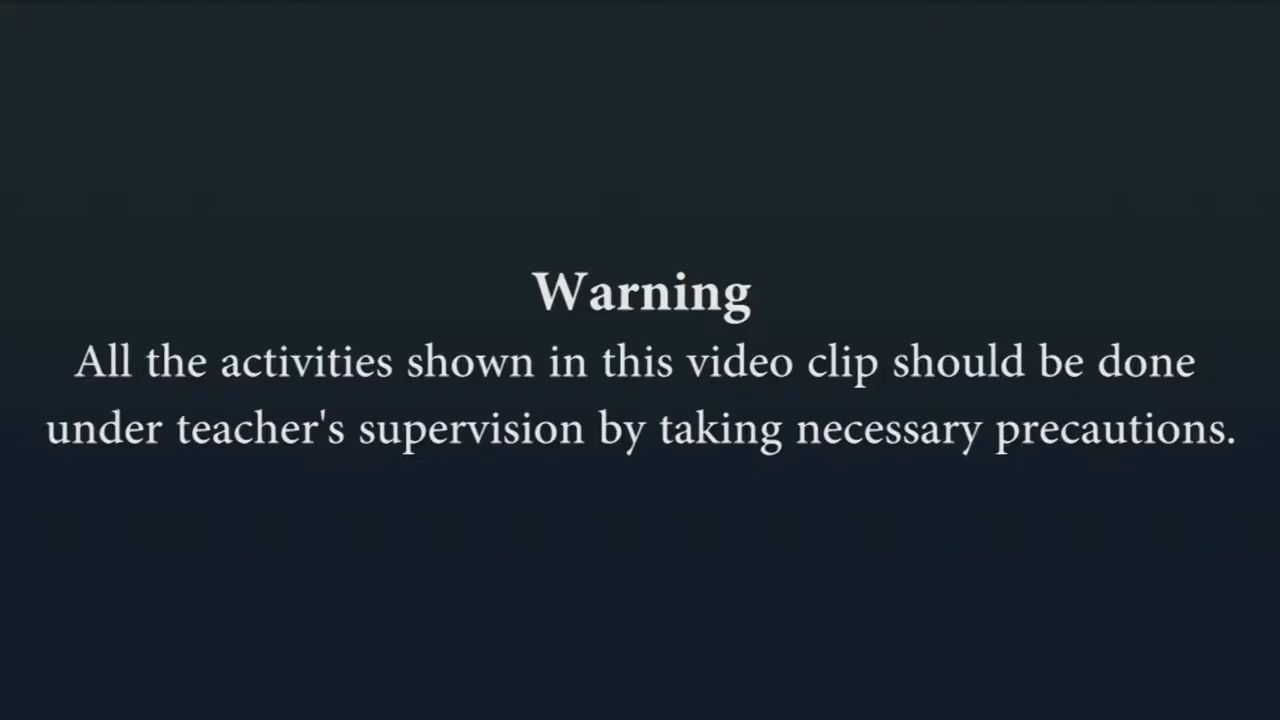 Warning
All the activities shown in this video clip should be done
under teacher's supervision by taking necessary precautions.